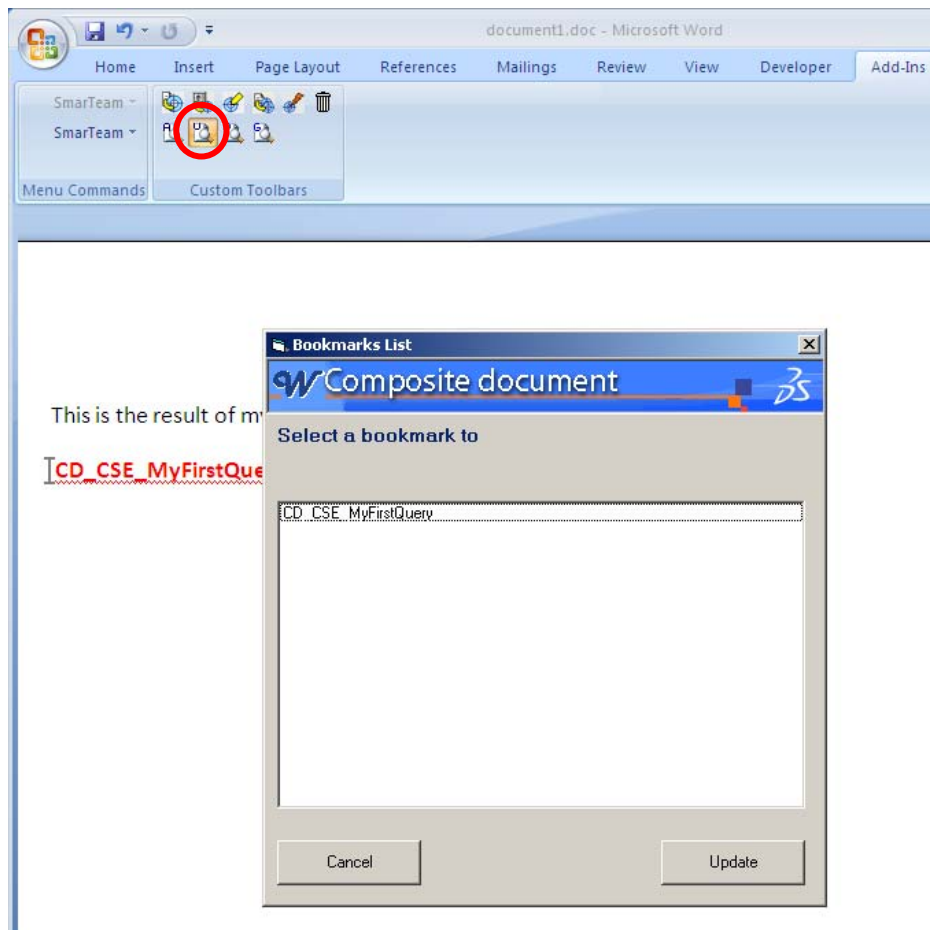 document1.doc - Microsoft Word
Home Insert Page Layout References Mailings Review View Developer Add-Ins
SmarTeam
SmarTeam
Menu Commands Custom Toolbars
Bookmarks List
Composite document
Select a bookmark to
This is the result of m
CD_CSE_MyFirstQue
CD_CSE_MyFirstQuery
Cancel Update